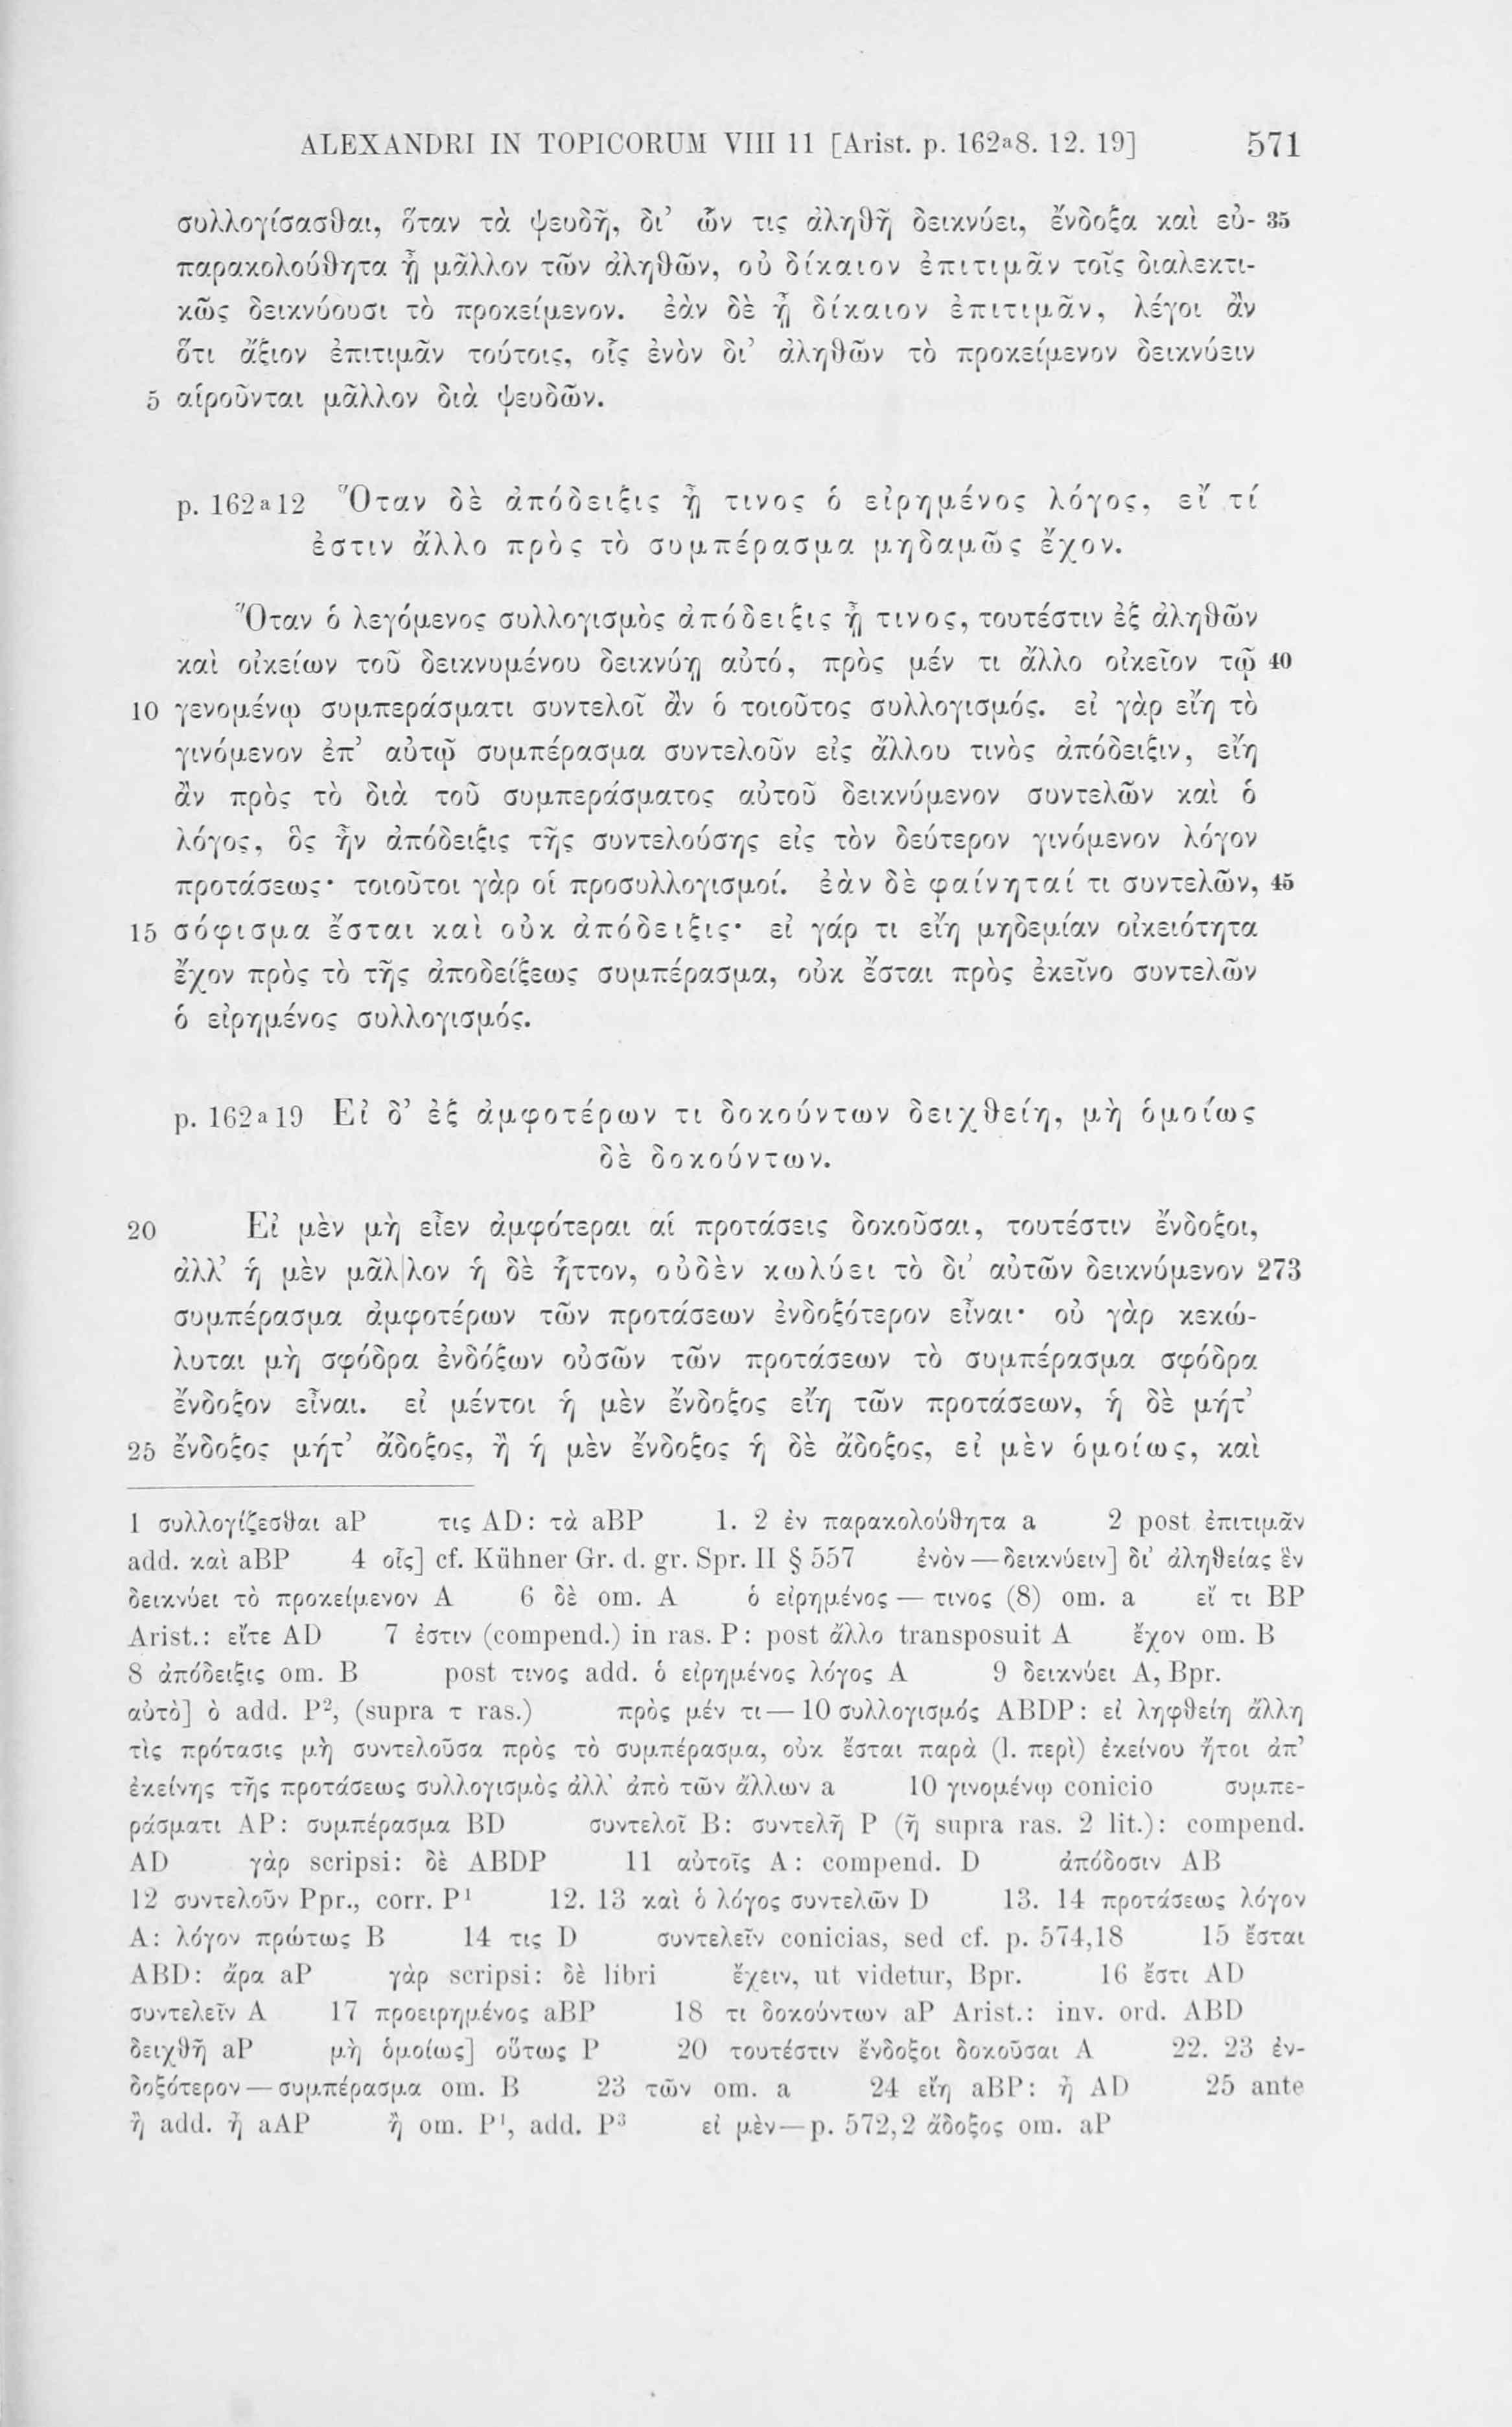 ALEXANDRI IN TOPICORUM VIII 11 [Arist. p. 162a8. 12. 19] 571
συλλογίσασθαι, ὅταν τὰ ψευδῆ, δι' ὧν τις ἀληθῆ δεικνύει, ἔνδοξα καὶ εὐ- 35
παρακολούθητα ᾖ μᾶλλον τῶν ἀληθῶν, οὐ δίκαιον ἐπιτιμᾶν τοῖς διαλεκτι-
κῶς δεικνύουσι τὸ προκείμενον. ἐὰν δὲ ᾖ δίκαιον ἐπιτιμᾶν, λέγοι ἂν
ὅτι ἄξιον ἐπιτιμᾶν τούτοις, οἷς ἐνὸν δι' ἀληθῶν τὸ προκείμενον δεικνύειν
5 αἱροῦνται μᾶλλον διὰ ψευδῶν.
p. 162a12 Ὅταν δὲ ἀπόδειξις ᾖ τινος ὁ εἰρημένος λόγος, εἴ τί
ἐστιν ἄλλο πρὸς τὸ συμπέρασμα μηδαμῶς ἔχον.
Ὅταν ὁ λεγόμενος συλλογισμὸς ἀπόδειξις ᾖ τινος, τουτέστιν ἐξ ἀληθῶν
καὶ οἰκείων τοῦ δεικνυμένου δεικνύῃ αὐτό, πρὸς μέν τι ἄλλο οἰκεῖον τῷ 40
10 γενομένῳ συμπεράσματι συντελοῖ ἂν ὁ τοιοῦτος συλλογισμός. εἰ γὰρ εἴη τὸ
γινόμενον ἐπ' αὐτῷ συμπέρασμα συντελοῦν εἰς ἄλλου τινὸς ἀπόδειξιν, εἴη
ἂν πρὸς τὸ διὰ τοῦ συμπεράσματος αὐτοῦ δεικνύμενον συντελῶν καὶ ὁ
λόγος, ὃς ἦν ἀπόδειξις τῆς συντελούσης εἰς τὸν δεύτερον γινόμενον λόγον
προτάσεως· τοιοῦτοι γὰρ οἱ προσυλλογισμοί. ἐὰν δὲ φαίνηταί τι συντελῶν, 45
15 σόφισμα ἔσται καὶ οὐκ ἀπόδειξις· εἰ γάρ τι εἴη μηδεμίαν οἰκειότητα
ἔχον πρὸς τὸ τῆς ἀποδείξεως συμπέρασμα, οὐκ ἔσται πρὸς ἐκεῖνο συντελῶν
ὁ εἰρημένος συλλογισμός.
p. 162a19 Εἰ δ' ἐξ ἀμφοτέρων τι δοκούντων δειχθείη, μὴ ὁμοίως
δὲ δοκούντων.
20 Εἰ μὲν μὴ εἶεν ἀμφότεραι αἱ προτάσεις δοκοῦσαι, τουτέστιν ἔνδοξοι,
ἀλλ' ἡ μὲν μᾶλ|λον ἡ δὲ ἧττον, οὐδὲν κωλύει τὸ δι' αὐτῶν δεικνύμενον 273
συμπέρασμα ἀμφοτέρων τῶν προτάσεων ἐνδοξότερον εἶναι· οὐ γὰρ κεκώ-
λυται μὴ σφόδρα ἐνδόξων οὐσῶν τῶν προτάσεων τὸ συμπέρασμα σφόδρα
ἔνδοξον εἶναι. εἰ μέντοι ἡ μὲν ἔνδοξος εἴη τῶν προτάσεων, ἡ δὲ μήτ'
25 ἔνδοξος μήτ' ἄδοξος, ἢ ἡ μὲν ἔνδοξος ἡ δὲ ἄδοξος, εἰ μὲν ὁμοίως, καὶ
1 συλλογίζεσθαι aP τις AD: τὰ aBP 1. 2 ἐν παρακολούθητα a 2 post ἐπιτιμᾶν
add. καὶ aBP 4 οἷς] cf. Kühner Gr. d. gr. Spr. II § 557 ἐνὸν — δεικνύειν] δι' ἀληθείας ἓν
δεικνύει τὸ προκείμενον A 6 δὲ om. A ὁ εἰρημένος — τινος (8) om. a εἴ τι BP
Arist.: εἴτε AD 7 ἐστιν (compend.) in ras. P: post ἄλλο transposuit A ἔχον om. B
8 ἀπόδειξις om. B post τινος add. ὁ εἰρημένος λόγος A 9 δεικνύει A, Bpr.
αὐτὸ] ὁ add. P², (supra τ ras.) πρὸς μέν τι — 10 συλλογισμός ABDP: εἰ ληφθείη ἄλλη
τὶς πρότασις μὴ συντελοῦσα πρὸς τὸ συμπέρασμα, οὐκ ἔσται παρὰ (l. περὶ) ἐκείνου ἤτοι ἀπ'
ἐκείνης τῆς προτάσεως συλλογισμὸς ἀλλ' ἀπὸ τῶν ἄλλων a 10 γινομένῳ conicio συμπε-
ράσματι AP: συμπέρασμα BD συντελοῖ B: συντελῆ P (ῆ supra ras. 2 lit.): compend.
AD γὰρ scripsi: δὲ ABDP 11 αὐτοῖς A: compend. D ἀπόδοσιν AB
12 συντελοῦν Ppr., corr. P¹ 12. 13 καὶ ὁ λόγος συντελῶν D 13. 14 προτάσεως λόγον
A: λόγον πρώτως B 14 τις D συντελεῖν conicias, sed cf. p. 574,18 15 ἔσται
ABD: ἄρα aP γὰρ scripsi: δὲ libri ἔχειν, ut videtur, Bpr. 16 ἔστι AD
συντελεῖν A 17 προειρημένος aBP 18 τι δοκούντων aP Arist.: inv. ord. ABD
δειχθῆ aP μὴ ὁμοίως] οὕτως P 20 τουτέστιν ἔνδοξοι δοκοῦσαι A 22. 23 ἐν-
δοξότερον — συμπέρασμα om. B 23 τῶν om. a 24 εἴη aBP: ᾖ AD 25 ante
ἢ add. ᾖ aAP ἢ om. P¹, add. P³ εἰ μὲν — p. 572,2 ἄδοξος om. aP